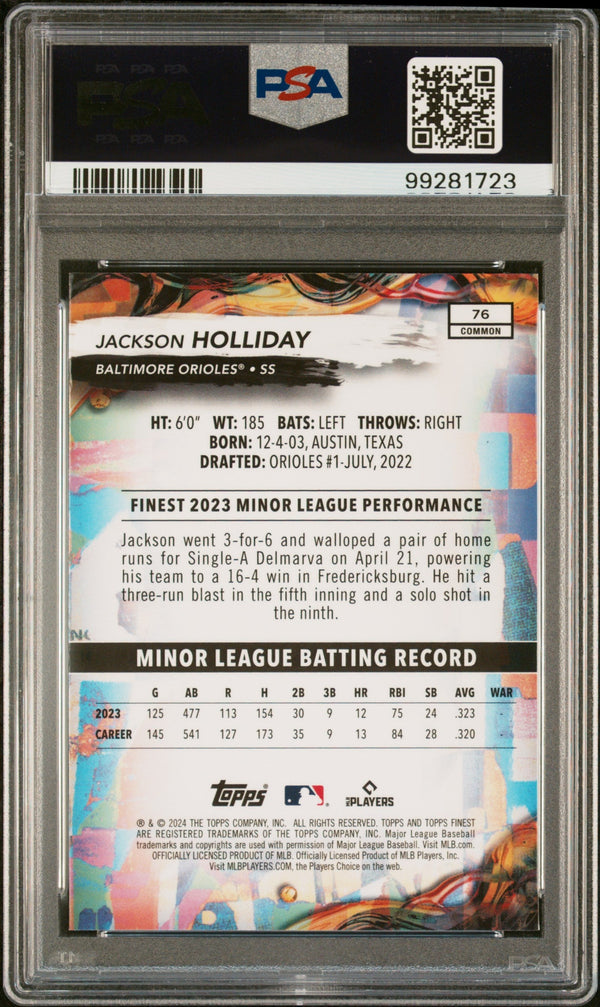 PSA PSA PSA
PSA
PSA PSA PSA
PSA
99281723
76
COMMON
JACKSON HOLLIDAY
BALTIMORE ORIOLES® • SS
HT: 6'0" WT: 185 BATS: LEFT THROWS: RIGHT
BORN: 12-4-03, AUSTIN, TEXAS
DRAFTED: ORIOLES #1-JULY, 2022
FINEST 2023 MINOR LEAGUE PERFORMANCE
Jackson went 3-for-6 and walloped a pair of home
runs for Single-A Delmarva on April 21, powering
his team to a 16-4 win in Fredericksburg. He hit a
three-run blast in the fifth inning and a solo shot in
the ninth.
MINOR LEAGUE BATTING RECORD
G AB R H 2B 3B HR RBI SB AVG WAR
2023 125 477 113 154 30 9 12 75 24 .323
CAREER 145 541 127 173 35 9 13 84 28 .320
Topps PLAYERS
® & © 2024 THE TOPPS COMPANY, INC. ALL RIGHTS RESERVED. TOPPS AND TOPPS FINEST
ARE REGISTERED TRADEMARKS OF THE TOPPS COMPANY, INC. Major League Baseball
trademarks and copyrights are used with permission of Major League Baseball. Visit MLB.com.
OFFICIALLY LICENSED PRODUCT OF MLB. Officially Licensed Product of MLB Players, Inc.
Visit MLBPLAYERS.COM, the Players Choice on the web.
PSA